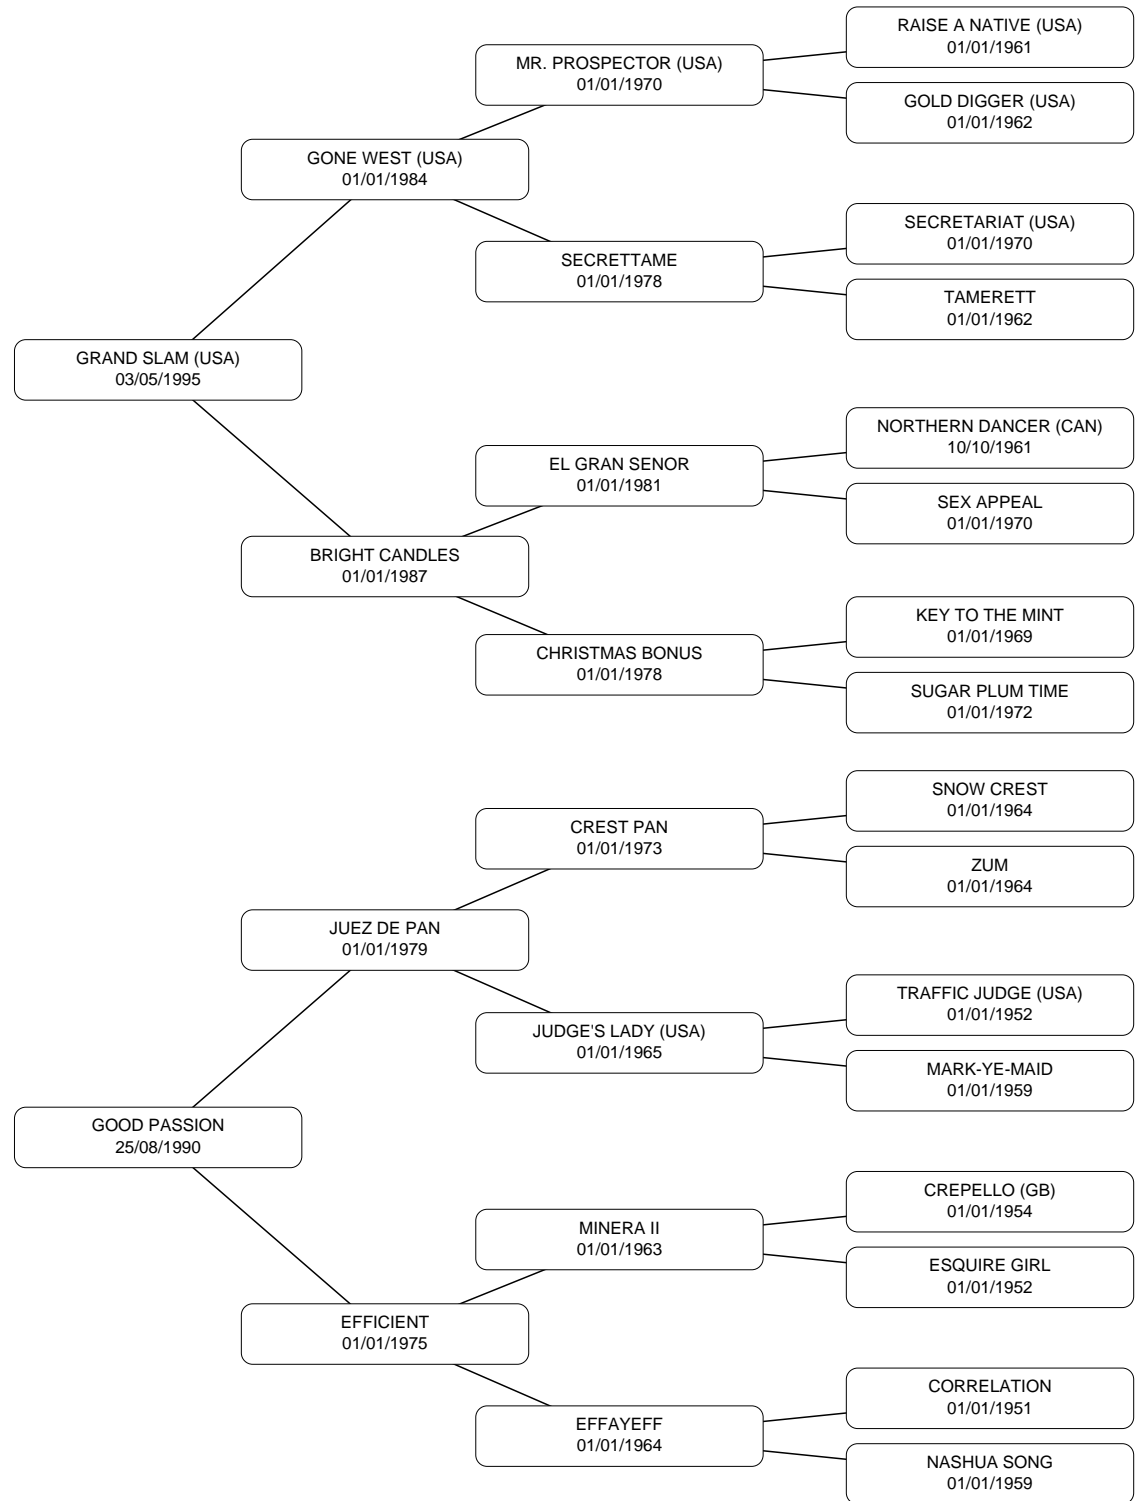 RAISE A NATIVE (USA)
01/01/1961
MR. PROSPECTOR (USA)
01/01/1970
GOLD DIGGER (USA)
01/01/1962
GONE WEST (USA)
01/01/1984
SECRETARIAT (USA)
01/01/1970
SECRETTAME
01/01/1978
TAMERETT
01/01/1962
GRAND SLAM (USA)
03/05/1995
NORTHERN DANCER (CAN)
10/10/1961
EL GRAN SENOR
01/01/1981
SEX APPEAL
01/01/1970
BRIGHT CANDLES
01/01/1987
KEY TO THE MINT
01/01/1969
CHRISTMAS BONUS
01/01/1978
SUGAR PLUM TIME
01/01/1972
SNOW CREST
01/01/1964
CREST PAN
01/01/1973
ZUM
01/01/1964
JUEZ DE PAN
01/01/1979
TRAFFIC JUDGE (USA)
01/01/1952
JUDGE'S LADY (USA)
01/01/1965
MARK-YE-MAID
01/01/1959
GOOD PASSION
25/08/1990
CREPELLO (GB)
01/01/1954
MINERA II
01/01/1963
ESQUIRE GIRL
01/01/1952
EFFICIENT
01/01/1975
CORRELATION
01/01/1951
EFFAYEFF
01/01/1964
NASHUA SONG
01/01/1959